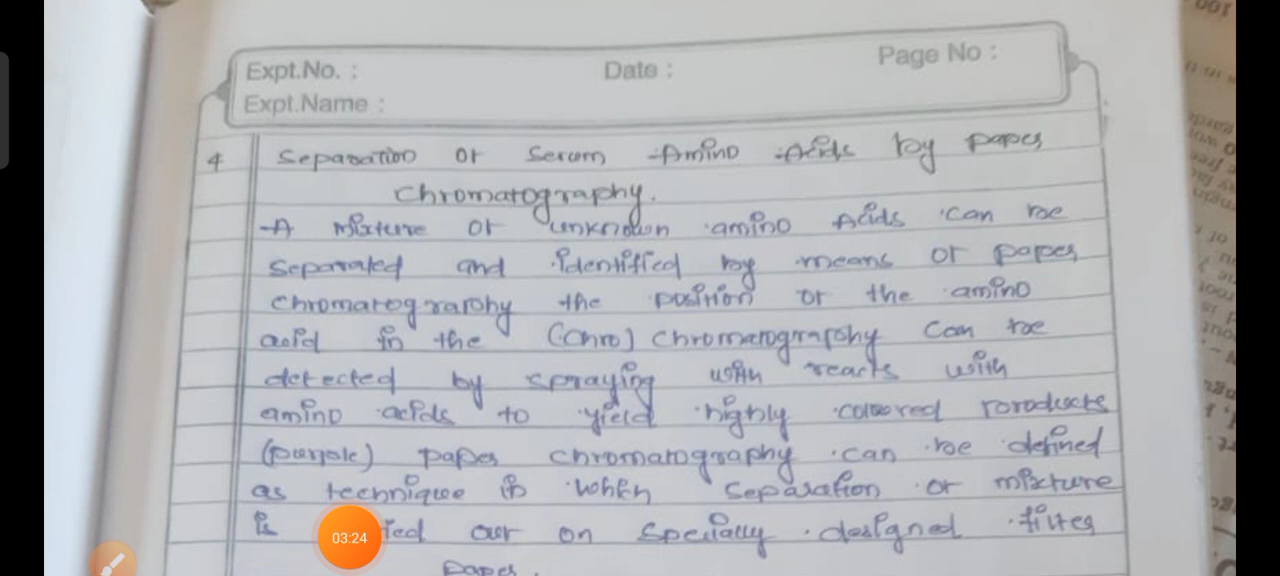 Expt.No. : Date : Page No :
Expt.Name :
4 Separation of Serum Amino Acids by paper
Chromatography.
A mixture of unknown amino Acids can be
separated and identified by means of paper
chromatography the position of the amino
acid in the (Chro) chromatography can be
detected by spraying with reacts with
amino acids to yield highly coloured products
(purple) paper chromatography can be defined
as technique in which separation of mixture
is out on specially designed filter
paper.
03:24